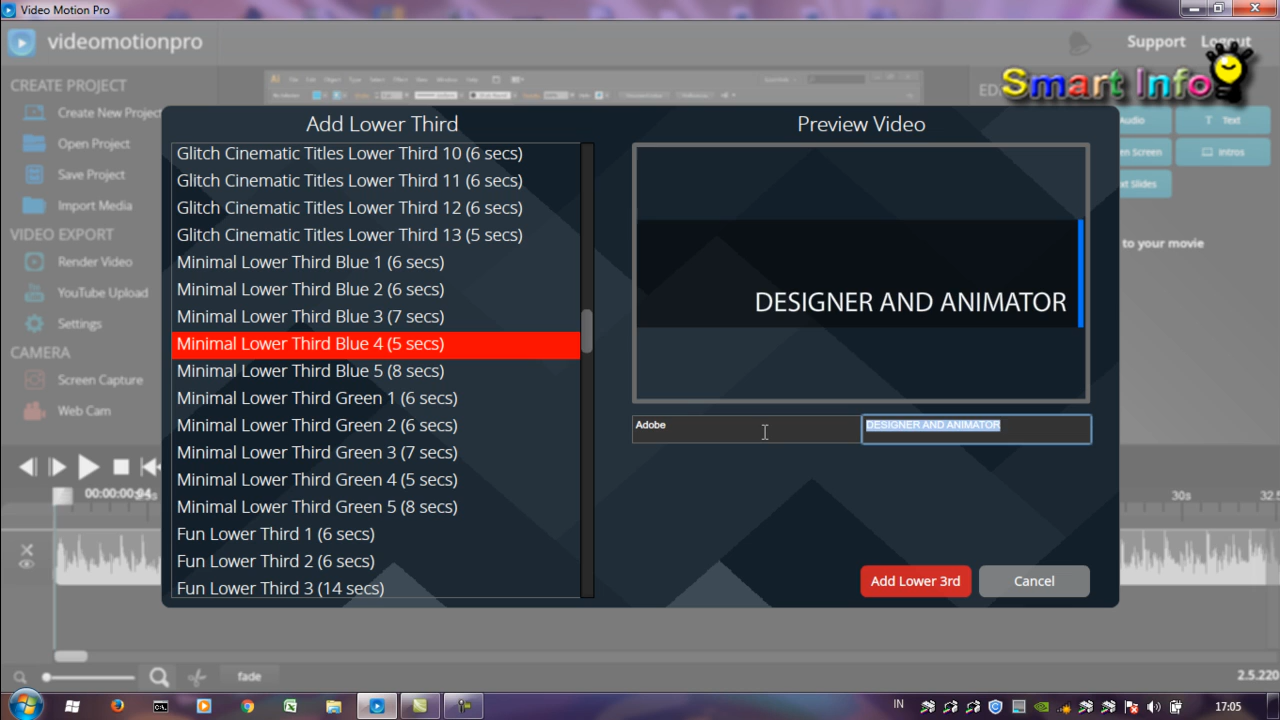 Video Motion Pro
videomotionpro
Support
Logout
Smart Info
CREATE PROJECT
Create New Project
Open Project
Save Project
Import Media
VIDEO EXPORT
Render Video
YouTube Upload
Settings
CAMERA
Screen Capture
Web Cam
Add Lower Third
Glitch Cinematic Titles Lower Third 10 (6 secs)
Glitch Cinematic Titles Lower Third 11 (6 secs)
Glitch Cinematic Titles Lower Third 12 (6 secs)
Glitch Cinematic Titles Lower Third 13 (5 secs)
Minimal Lower Third Blue 1 (6 secs)
Minimal Lower Third Blue 2 (6 secs)
Minimal Lower Third Blue 3 (7 secs)
Minimal Lower Third Blue 4 (5 secs)
Minimal Lower Third Blue 5 (8 secs)
Minimal Lower Third Green 1 (6 secs)
Minimal Lower Third Green 2 (6 secs)
Minimal Lower Third Green 3 (7 secs)
Minimal Lower Third Green 4 (5 secs)
Minimal Lower Third Green 5 (8 secs)
Fun Lower Third 1 (6 secs)
Fun Lower Third 2 (6 secs)
Fun Lower Third 3 (14 secs)
Preview Video
DESIGNER AND ANIMATOR
Adobe
DESIGNER AND ANIMATOR
Add Lower 3rd
Cancel
Audio
Text
Screen
Intros
Slides
to your movie
30s
32.5
fade
2.5.220
IN
17:05